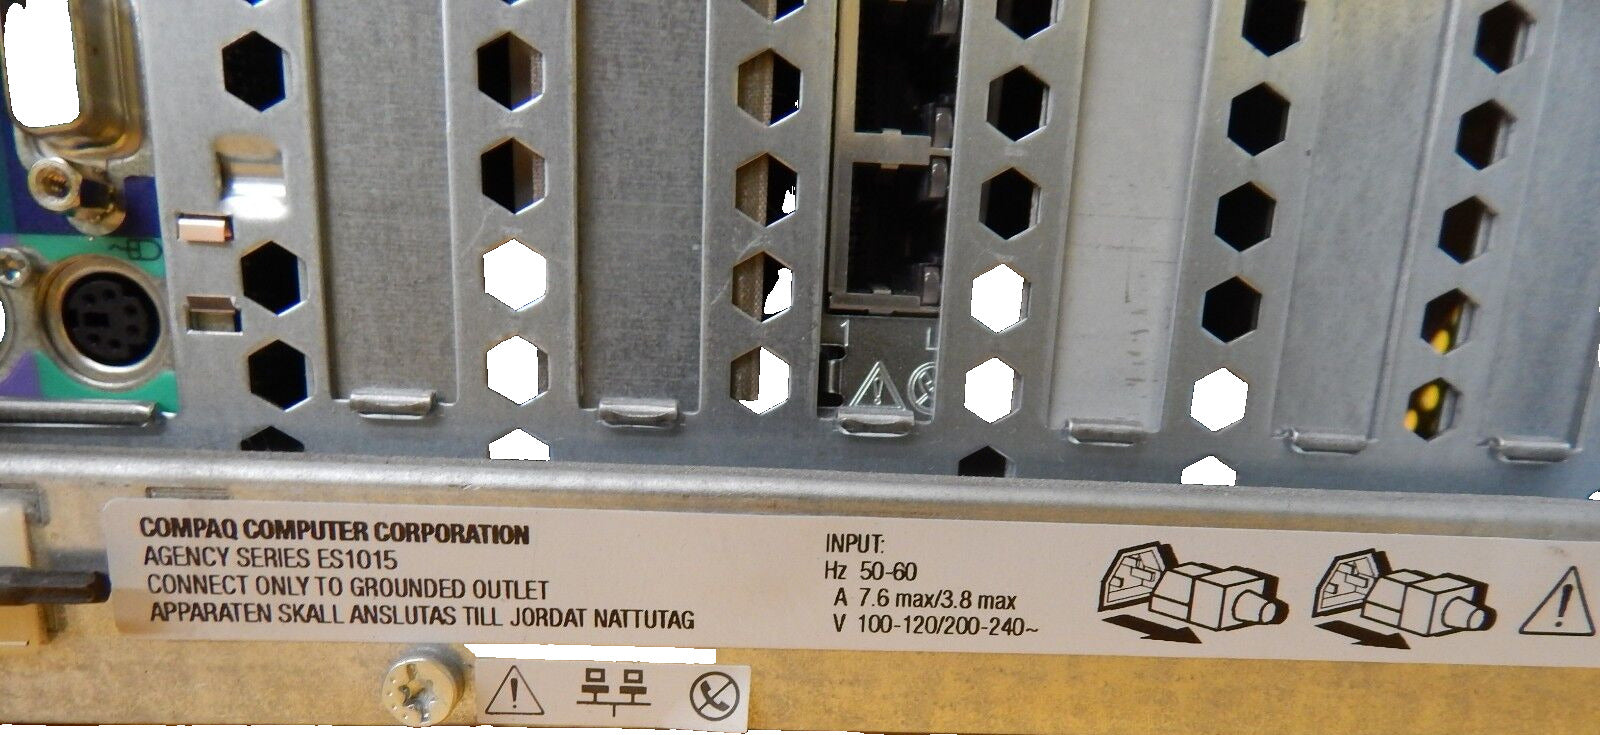 1
COMPAQ COMPUTER CORPORATION
AGENCY SERIES ES1015
CONNECT ONLY TO GROUNDED OUTLET
APPARATEN SKALL ANSLUTAS TILL JORDAT NATTUTAG
INPUT:
Hz 50-60
A 7.6 max/3.8 max
V 100-120/200-240~